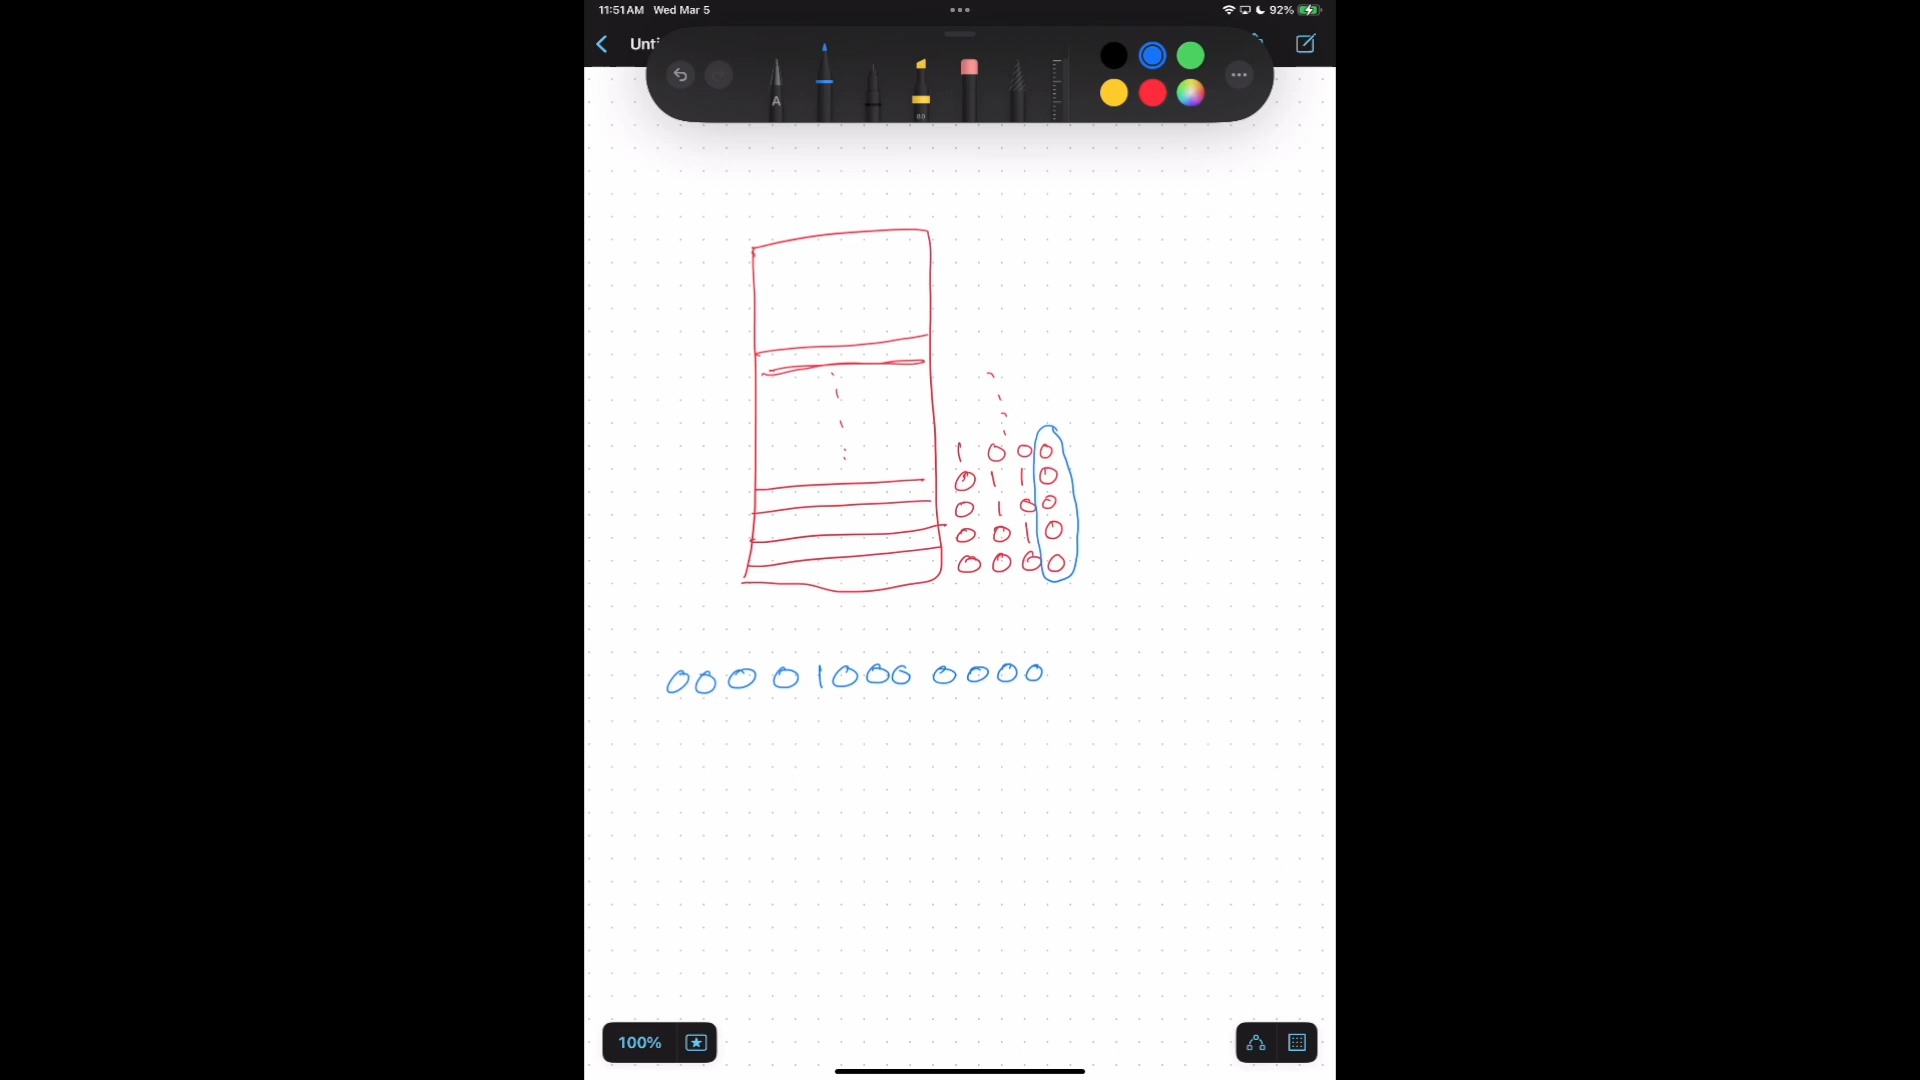 11:51 AM Wed Mar 5
92%
Unti
A
80
1 0 0 0
0 1 1 0
0 1 0 0
0 0 1 0
0 0 0 0
0 0 0 0 1 0 0 0 0 0 0 0
100%